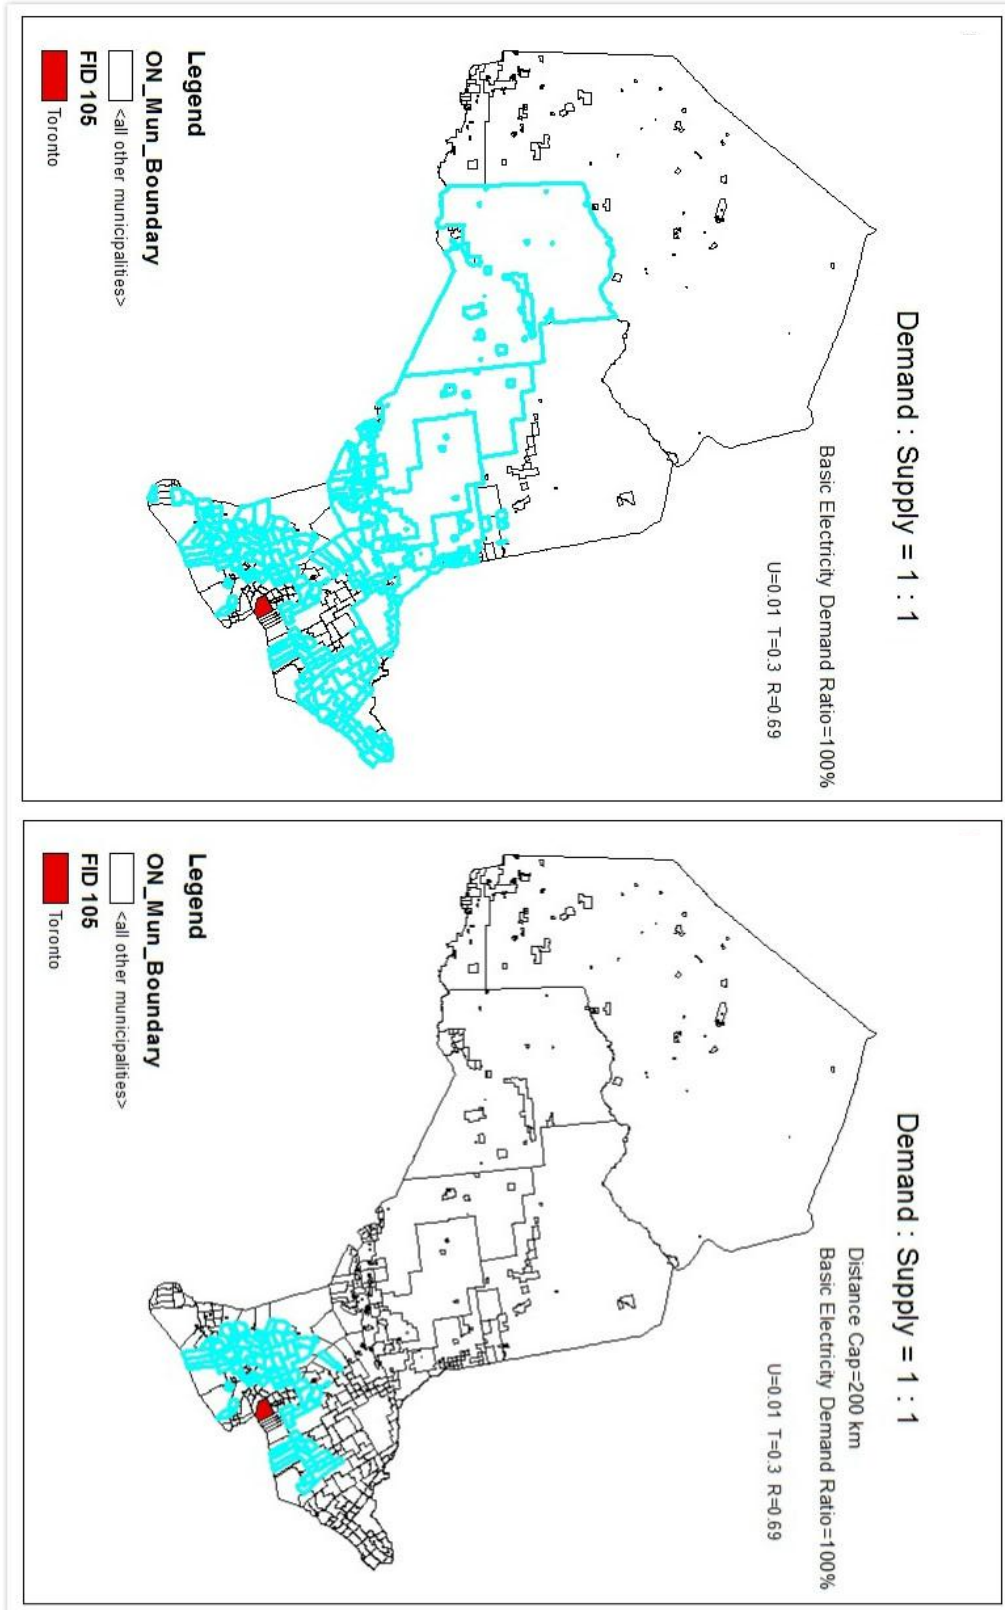 Demand : Supply = 1 : 1
Basic Electricity Demand Ratio=100%
U=0.01 T=0.3 R=0.69
Legend
ON_Mun_Boundary
<all other municipalities>
FID 105
Toronto
Demand : Supply = 1 : 1
Distance Cap=200 km
Basic Electricity Demand Ratio=100%
U=0.01 T=0.3 R=0.69
Legend
ON_Mun_Boundary
<all other municipalities>
FID 105
Toronto